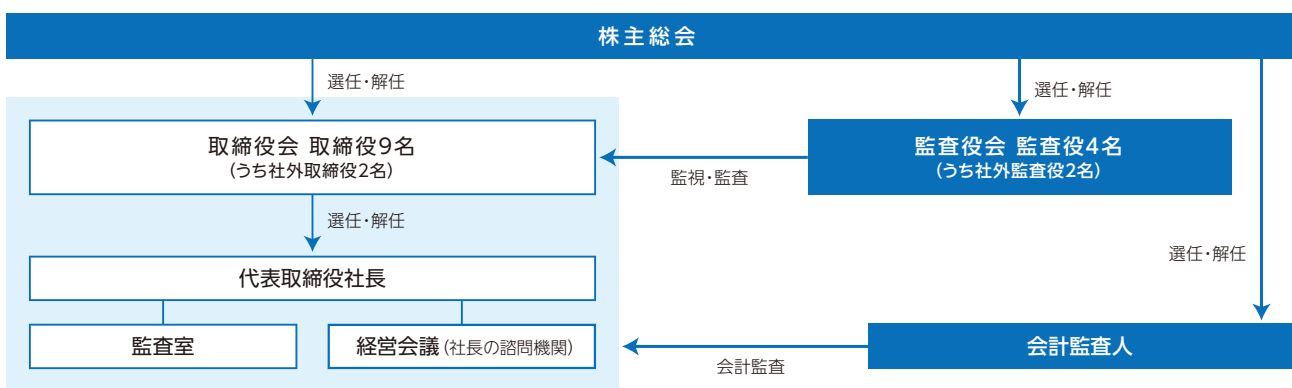 株主総会
選任・解任
選任・解任
取締役会 取締役9名
(うち社外取締役2名)
監査役会 監査役4名
(うち社外監査役2名)
監視・監査
選任・解任
選任・解任
代表取締役社長
監査室
経営会議(社長の諮問機関)
会計監査人
会計監査